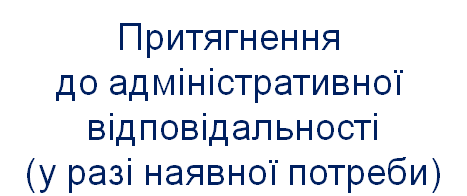 Притягнення
до адміністративної
відповідальності
(у разі наявної потреби)